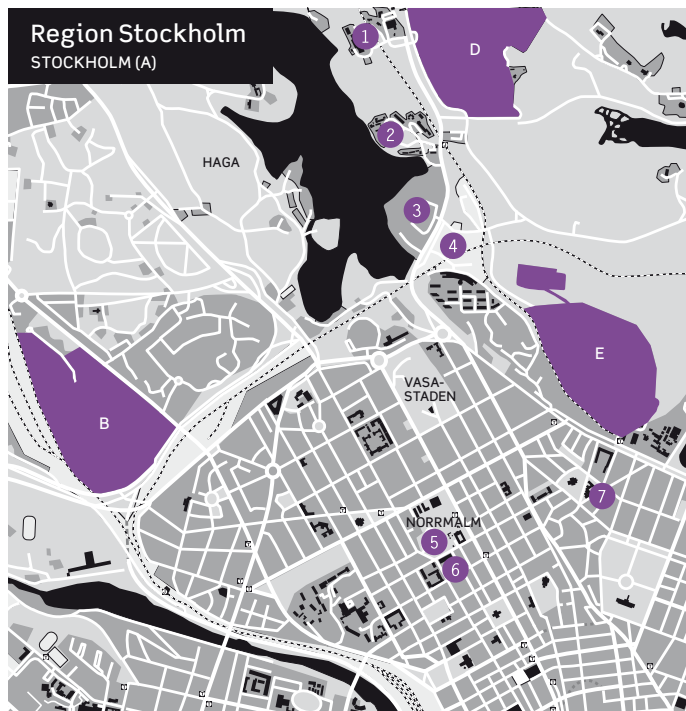 Region Stockholm
STOCKHOLM (A)
1
D
2
HAGA
3
4
E
VASA-
STADEN
B
7
NORRMALM
5
6